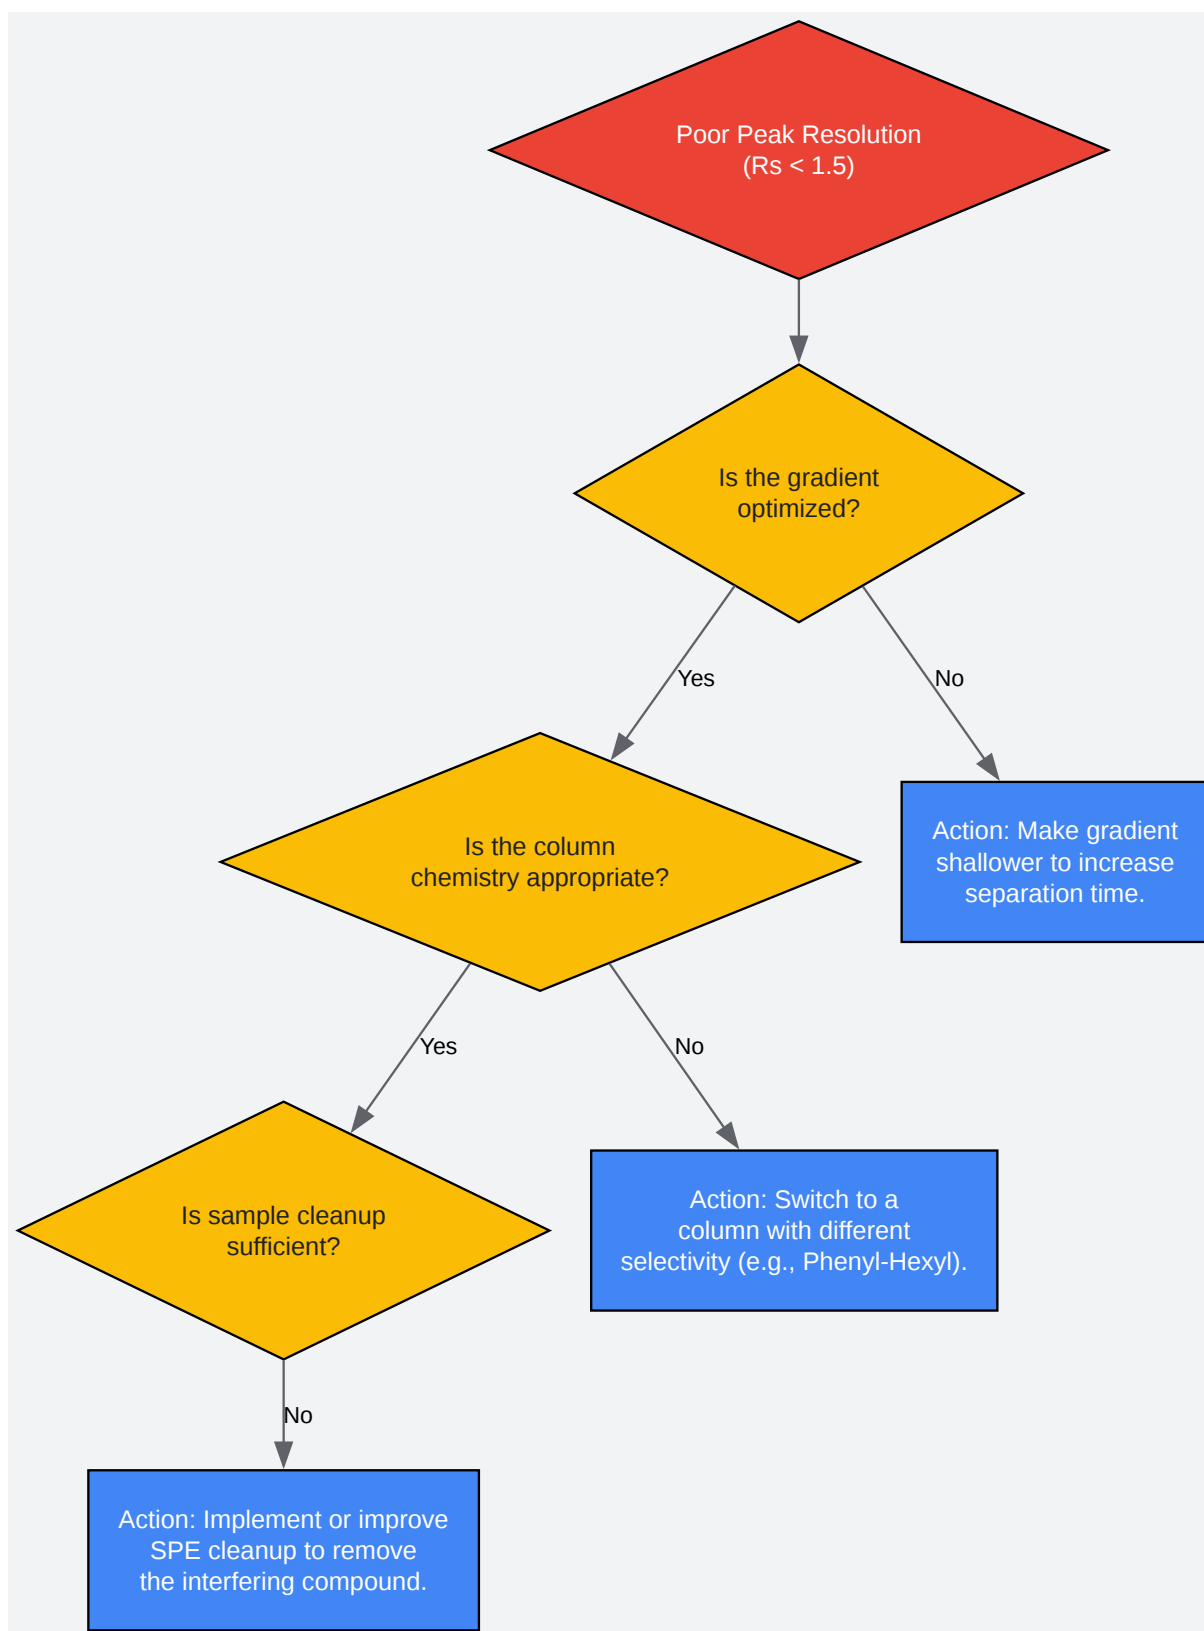 Poor Peak Resolution
(Rs < 1.5)
Is the gradient
optimized?
Yes
No
Is the column
chemistry appropriate?
Action: Make gradient
shallower to increase
separation time.
Yes
No
Is sample cleanup
sufficient?
Action: Switch to a
column with different
selectivity (e.g., Phenyl-Hexyl).
No
Action: Implement or improve
SPE cleanup to remove
the interfering compound.